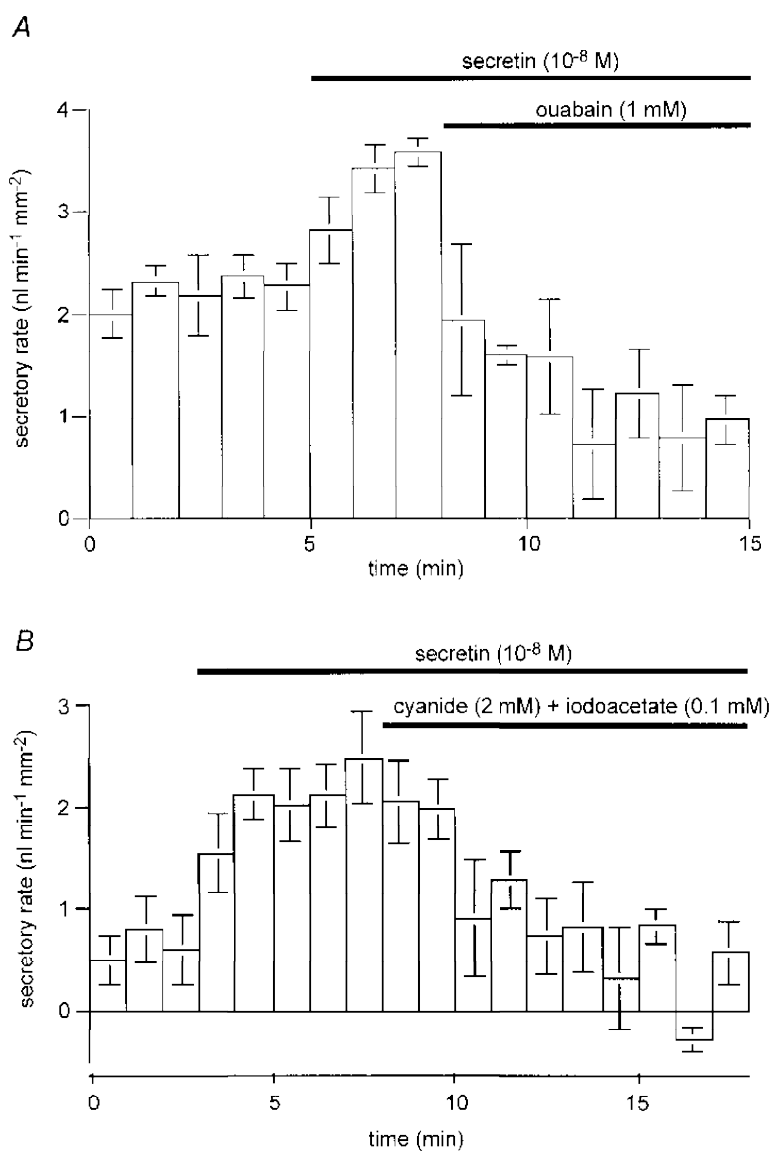 A
secretin (10⁻⁸ M)
ouabain (1 mM)
4
3
2
1
0
secretory rate (nl min⁻¹ mm⁻²)
0
5
10
15
time (min)
B
secretin (10⁻⁸ M)
cyanide (2 mM) + iodoacetate (0.1 mM)
3
2
1
0
secretory rate (nl min⁻¹ mm⁻²)
0
5
10
15
time (min)